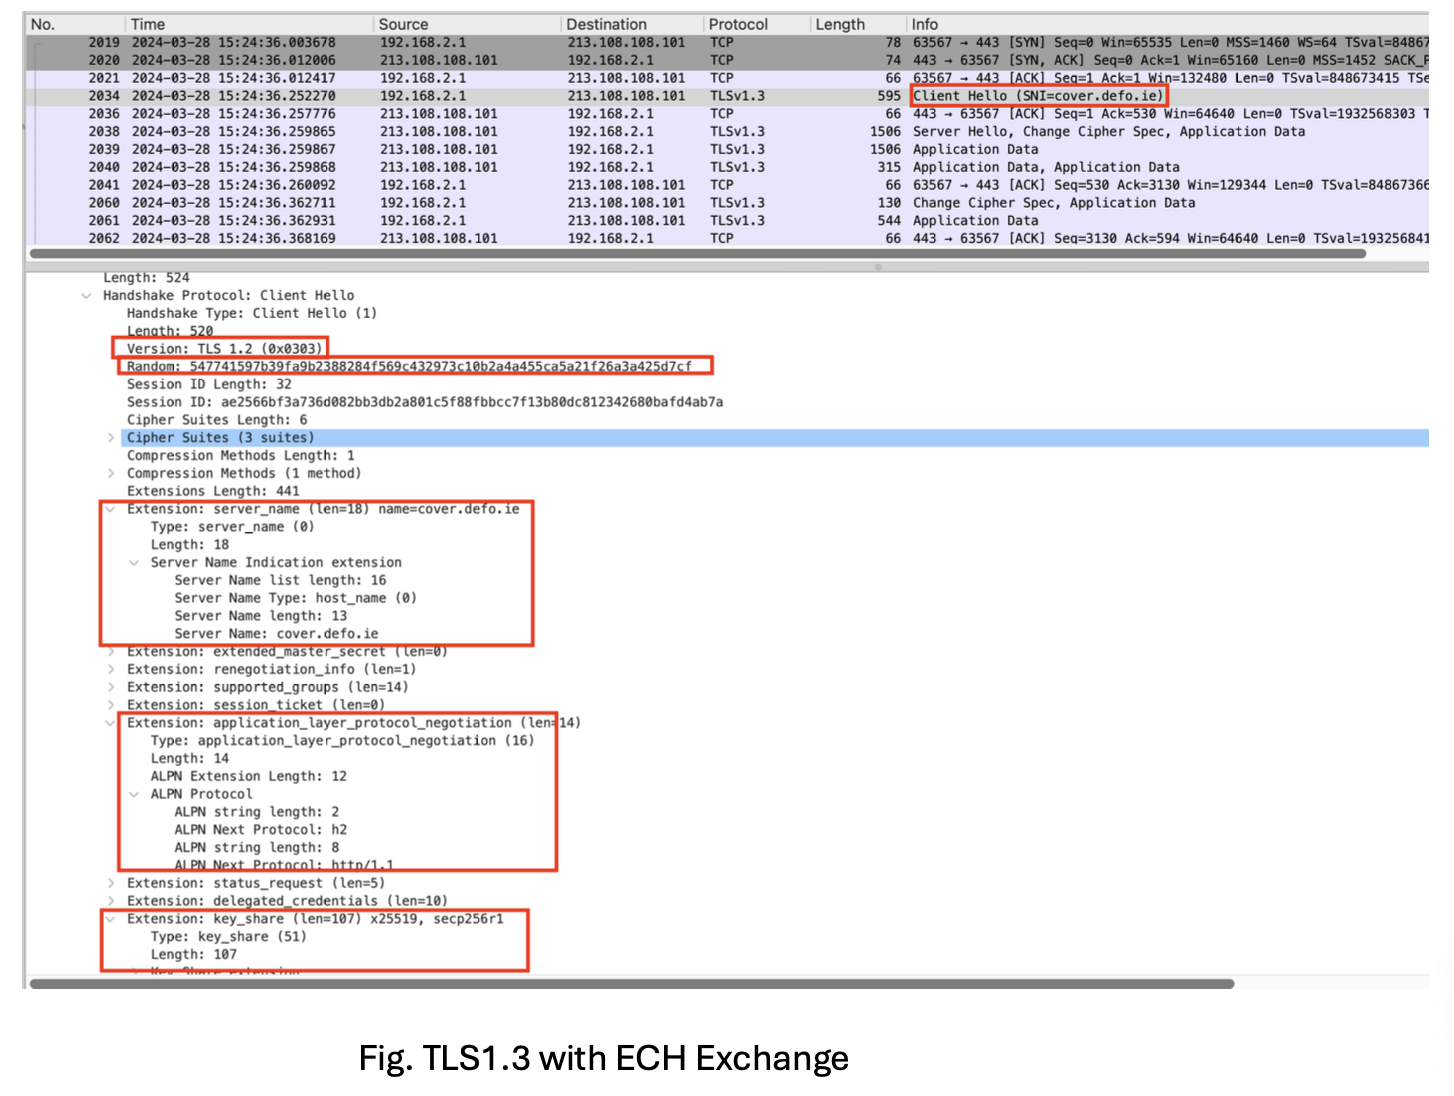 No. Time Source Destination Protocol Length Info
2019 2024-03-28 15:24:36.003678 192.168.2.1 213.108.108.101 TCP 78 63567 → 443 [SYN] Seq=0 Win=65535 Len=0 MSS=1460 WS=64 TSval=84867
2020 2024-03-28 15:24:36.012006 213.108.108.101 192.168.2.1 TCP 74 443 → 63567 [SYN, ACK] Seq=0 Ack=1 Win=65160 Len=0 MSS=1452 SACK_F
2021 2024-03-28 15:24:36.012417 192.168.2.1 213.108.108.101 TCP 66 63567 → 443 [ACK] Seq=1 Ack=1 Win=132480 Len=0 TSval=848673415 TSe
2034 2024-03-28 15:24:36.252270 192.168.2.1 213.108.108.101 TLSv1.3 595 Client Hello (SNI=cover.defo.ie)
2036 2024-03-28 15:24:36.257776 213.108.108.101 192.168.2.1 TCP 66 443 → 63567 [ACK] Seq=1 Ack=530 Win=64640 Len=0 TSval=1932568303 T
2038 2024-03-28 15:24:36.259865 213.108.108.101 192.168.2.1 TLSv1.3 1506 Server Hello, Change Cipher Spec, Application Data
2039 2024-03-28 15:24:36.259867 213.108.108.101 192.168.2.1 TLSv1.3 1506 Application Data
2040 2024-03-28 15:24:36.259868 213.108.108.101 192.168.2.1 TLSv1.3 315 Application Data, Application Data
2041 2024-03-28 15:24:36.260092 192.168.2.1 213.108.108.101 TCP 66 63567 → 443 [ACK] Seq=530 Ack=3130 Win=129344 Len=0 TSval=84867366
2060 2024-03-28 15:24:36.362711 192.168.2.1 213.108.108.101 TLSv1.3 130 Change Cipher Spec, Application Data
2061 2024-03-28 15:24:36.362931 192.168.2.1 213.108.108.101 TLSv1.3 544 Application Data
2062 2024-03-28 15:24:36.368169 213.108.108.101 192.168.2.1 TCP 66 443 → 63567 [ACK] Seq=3130 Ack=594 Win=64640 Len=0 TSval=193256841
Length: 524
Handshake Protocol: Client Hello
Handshake Type: Client Hello (1)
Length: 520
Version: TLS 1.2 (0x0303)
Random: 547741597b39fa9b2388284f569c432973c10b2a4a455ca5a21f26a3a425d7cf
Session ID Length: 32
Session ID: ae2566bf3a736d082bb3db2a801c5f88fbbcc7f13b80dc812342680bafd4ab7a
Cipher Suites Length: 6
Cipher Suites (3 suites)
Compression Methods Length: 1
Compression Methods (1 method)
Extensions Length: 441
Extension: server_name (len=18) name=cover.defo.ie
Type: server_name (0)
Length: 18
Server Name Indication extension
Server Name list length: 16
Server Name Type: host_name (0)
Server Name length: 13
Server Name: cover.defo.ie
Extension: extended_master_secret (len=0)
Extension: renegotiation_info (len=1)
Extension: supported_groups (len=14)
Extension: session_ticket (len=0)
Extension: application_layer_protocol_negotiation (len=14)
Type: application_layer_protocol_negotiation (16)
Length: 14
ALPN Extension Length: 12
ALPN Protocol
ALPN string length: 2
ALPN Next Protocol: h2
ALPN string length: 8
ALPN Next Protocol: http/1.1
Extension: status_request (len=5)
Extension: delegated_credentials (len=10)
Extension: key_share (len=107) x25519, secp256r1
Type: key_share (51)
Length: 107
Key Share extension
Fig. TLS1.3 with ECH Exchange